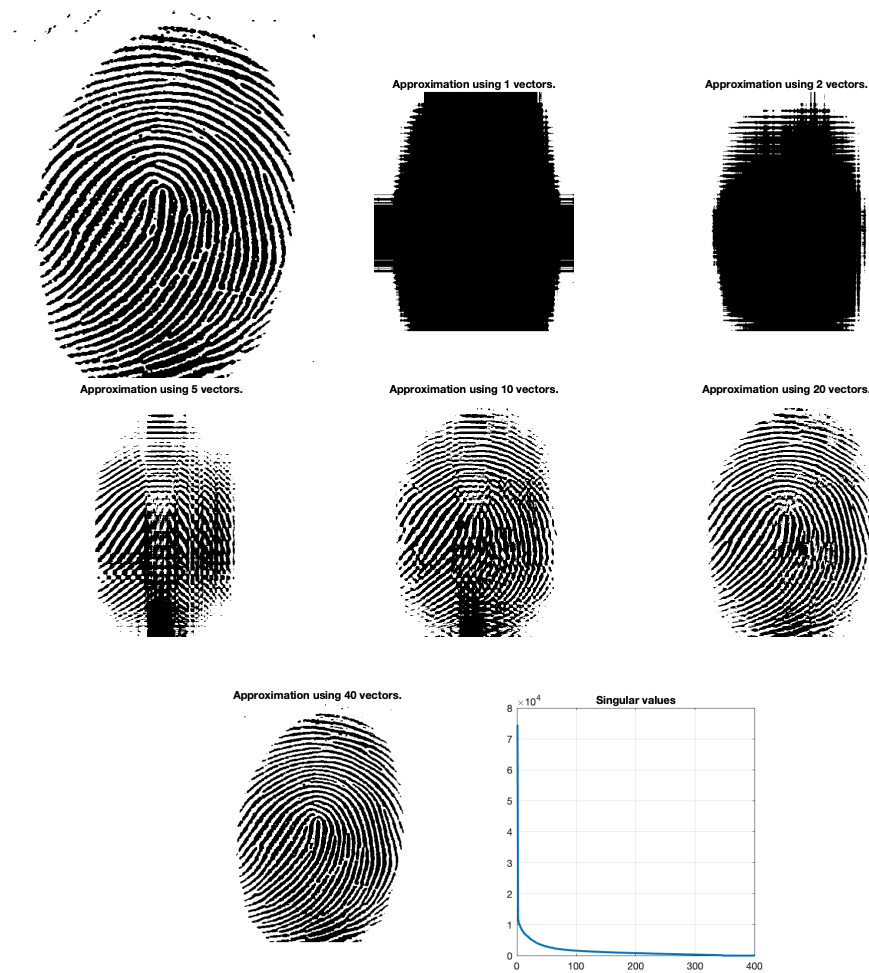 Approximation using 1 vectors.
Approximation using 2 vectors.
Approximation using 5 vectors.
Approximation using 10 vectors.
Approximation using 20 vectors.
Approximation using 40 vectors.
Singular values
×10^4
8
7
6
5
4
3
2
1
0
0 100 200 300 400